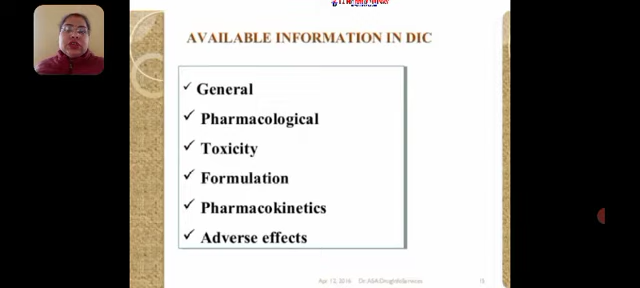 AVAILABLE INFORMATION IN DIC
✓ General
✓ Pharmacological
✓ Toxicity
✓ Formulation
✓ Pharmacokinetics
✓ Adverse effects